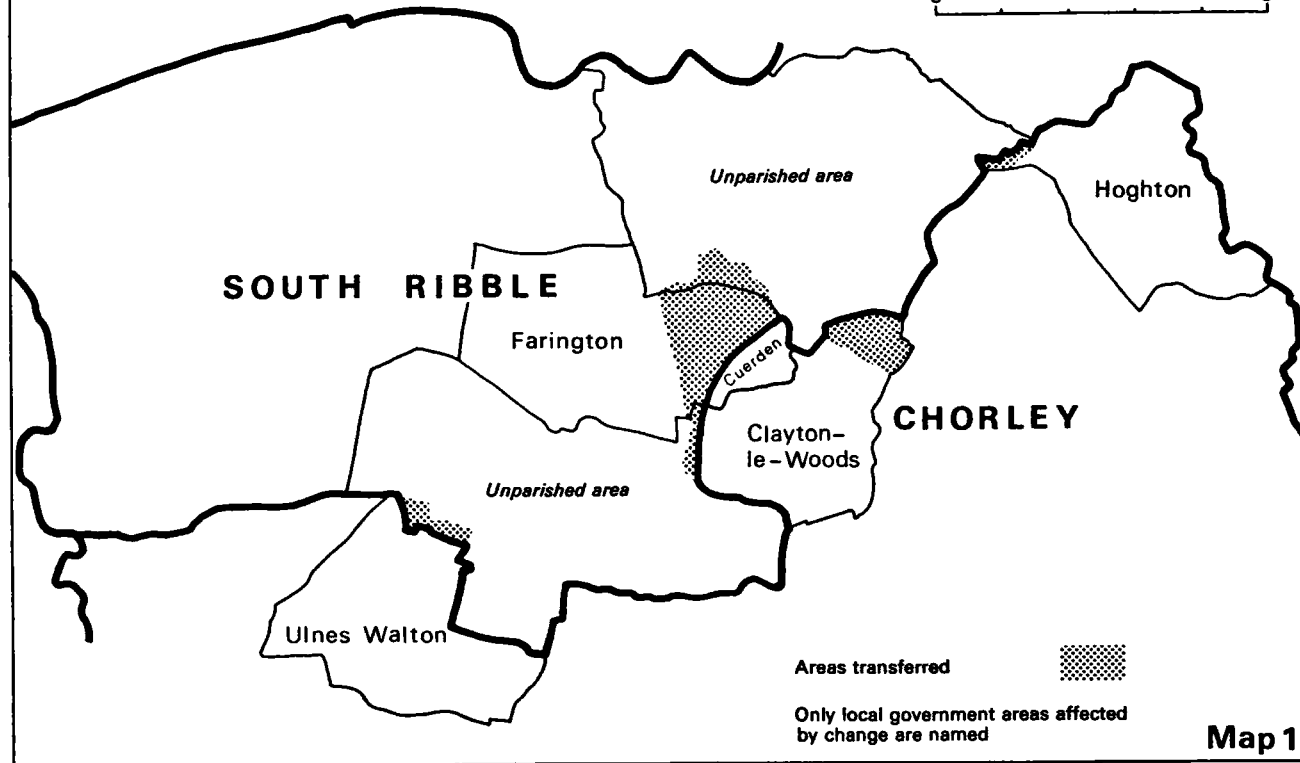 Unparished area
Hoghton
SOUTH RIBBLE
Farington
Cuerden
CHORLEY
Clayton-
le-Woods
Unparished area
Ulnes Walton
Areas transferred
Only local government areas affected
by change are named
Map 1